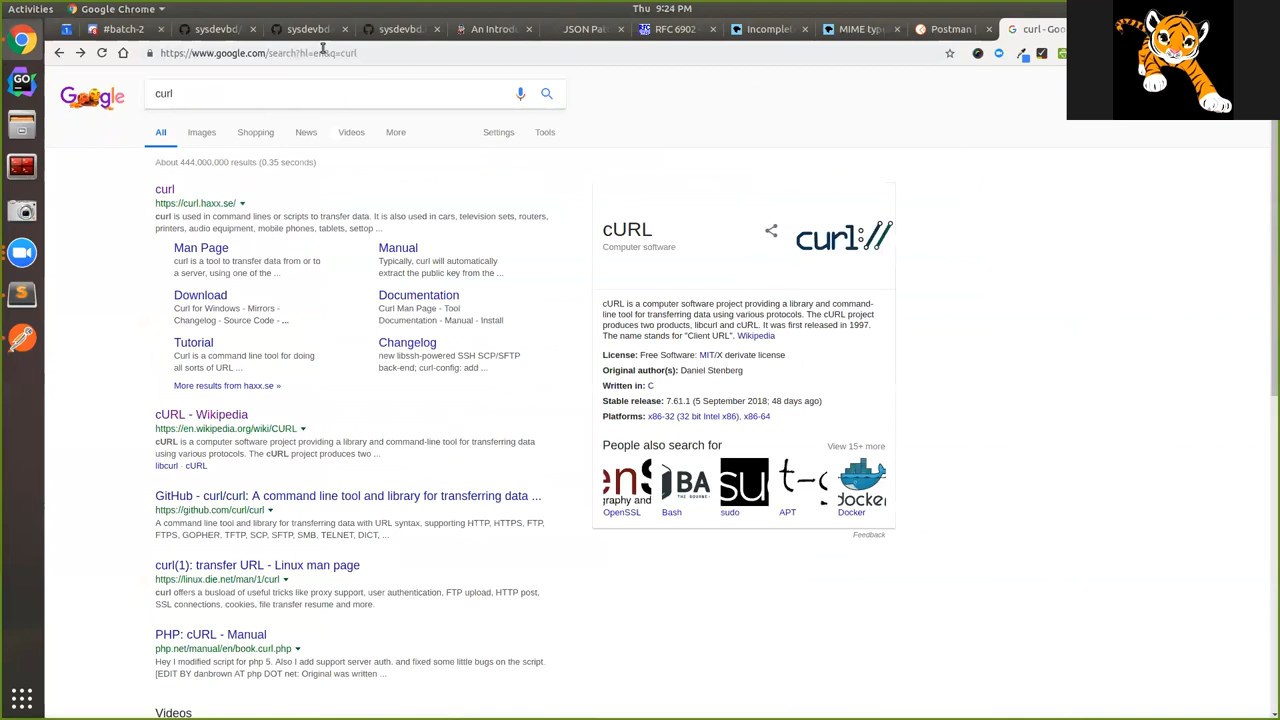 Activities
Google Chrome
Thu 9:24 PM
#batch-2
sysdevbd/
sysdevbd
sysdevbd
An Introd
JSON Pat
RFC 6902
Incomplet
MIME type
Postman |
curl - Goo
https://www.google.com/search?hl=en&q=curl
Google
curl
All
Images
Shopping
News
Videos
More
Settings
Tools
About 444,000,000 results (0.35 seconds)
curl
https://curl.haxx.se/
curl is used in command lines or scripts to transfer data. It is also used in cars, television sets, routers,
printers, audio equipment, mobile phones, tablets, settop ...
Man Page
curl is a tool to transfer data from or to
a server, using one of the ...
Manual
Typically, curl will automatically
extract the public key from the ...
Download
Curl for Windows - Mirrors -
Changelog - Source Code - ...
Documentation
Curl Man Page - Tool
Documentation - Manual - Install
Tutorial
Curl is a command line tool for doing
all sorts of URL ...
Changelog
new libssh-powered SSH SCP/SFTP
back-end; curl-config: add ...
More results from haxx.se »
cURL - Wikipedia
https://en.wikipedia.org/wiki/CURL
cURL is a computer software project providing a library and command-line tool for transferring data
using various protocols. The cURL project produces two ...
libcurl · cURL
GitHub - curl/curl: A command line tool and library for transferring data ...
https://github.com/curl/curl
A command line tool and library for transferring data with URL syntax, supporting HTTP, HTTPS, FTP,
FTPS, GOPHER, TFTP, SCP, SFTP, SMB, TELNET, DICT, ...
curl(1): transfer URL - Linux man page
https://linux.die.net/man/1/curl
curl offers a busload of useful tricks like proxy support, user authentication. FTP upload, HTTP post,
SSL connections, cookies, file transfer resume and more.
PHP: cURL - Manual
php.net/manual/en/book.curl.php
Hey I modified script for php 5. Also I add support server auth. and fixed some little bugs on the script.
[EDIT BY danbrown AT php DOT net: Original was written ...
Videos
cURL
Computer software
curl://
cURL is a computer software project providing a library and command-
line tool for transferring data using various protocols. The cURL project
produces two products, libcurl and cURL. It was first released in 1997.
The name stands for "Client URL". Wikipedia
License: Free Software: MIT/X derivate license
Original author(s): Daniel Stenberg
Written in: C
Stable release: 7.61.1 (5 September 2018; 48 days ago)
Platforms: x86-32 (32 bit Intel x86), x86-64
People also search for
View 15+ more
enS
graphy and
BA
THE BOURNE-
su
docker
OpenSSL
Bash
sudo
APT
Docker
Feedback
GO
S